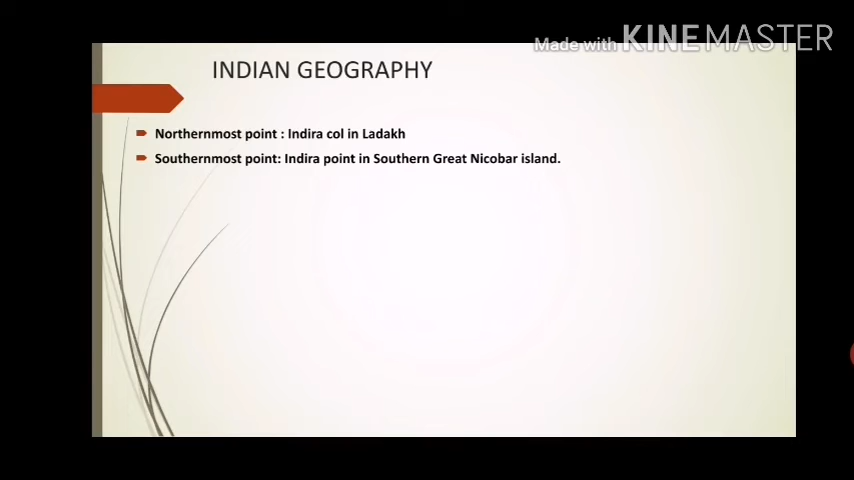 Made with KINEMASTER
INDIAN GEOGRAPHY
Northernmost point : Indira col in Ladakh
Southernmost point: Indira point in Southern Great Nicobar island.